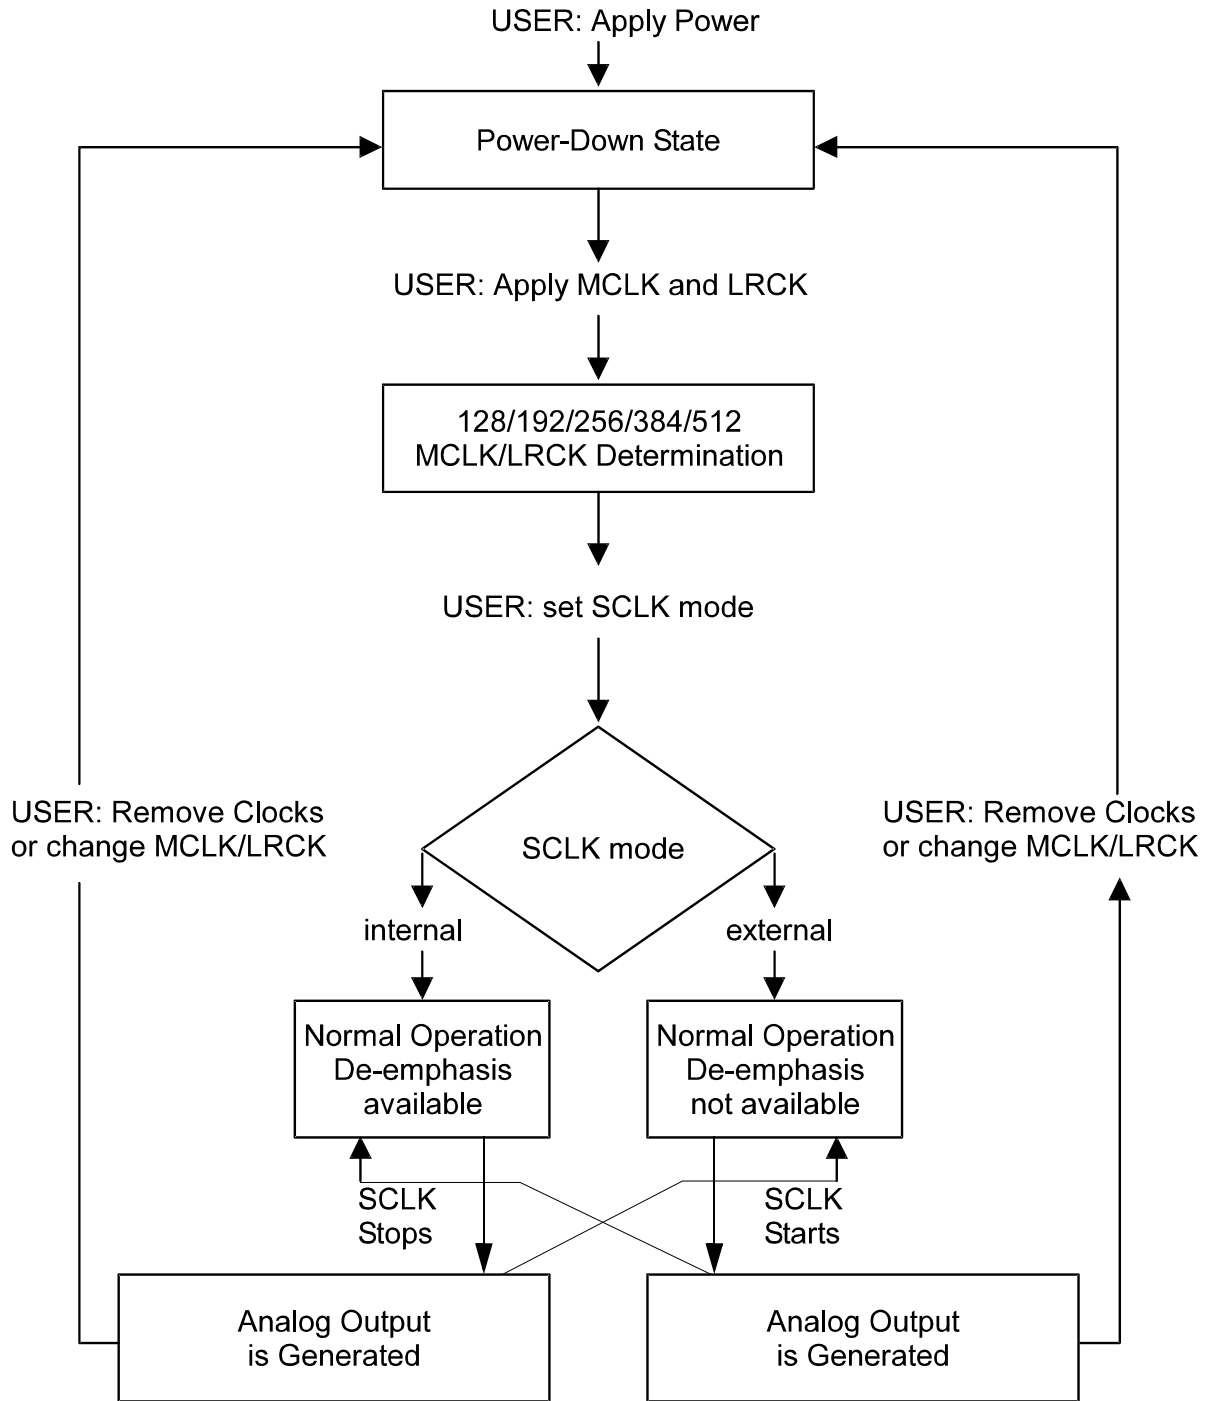 USER: Apply Power
Power-Down State
USER: Apply MCLK and LRCK
128/192/256/384/512
MCLK/LRCK Determination
USER: set SCLK mode
USER: Remove Clocks
or change MCLK/LRCK
SCLK mode
USER: Remove Clocks
or change MCLK/LRCK
internal
external
Normal Operation
De-emphasis
available
Normal Operation
De-emphasis
not available
SCLK
Stops
SCLK
Starts
Analog Output
is Generated
Analog Output
is Generated